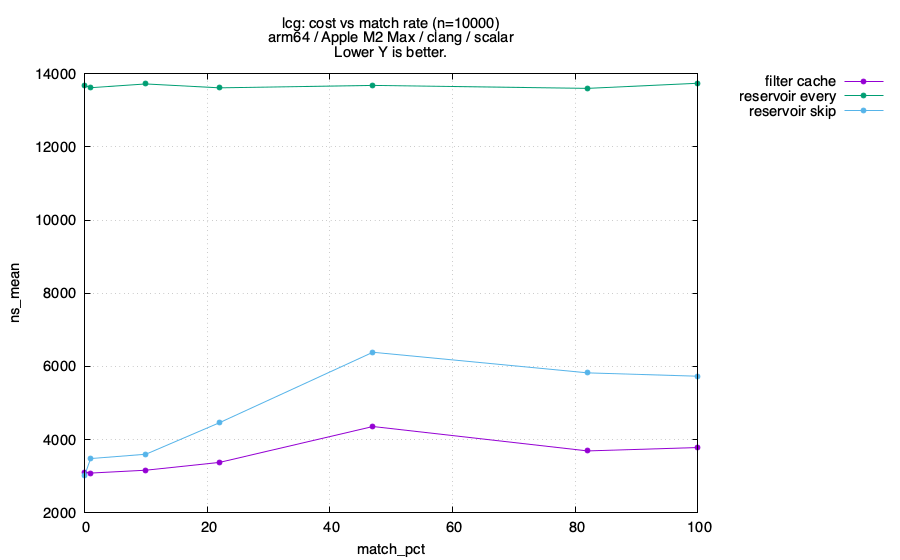 lcg: cost vs match rate (n=10000)
arm64 / Apple M2 Max / clang / scalar
Lower Y is better.
filter cache
reservoir every
reservoir skip
14000
12000
10000
8000
6000
4000
2000
ns_mean
0 20 40 60 80 100
match_pct